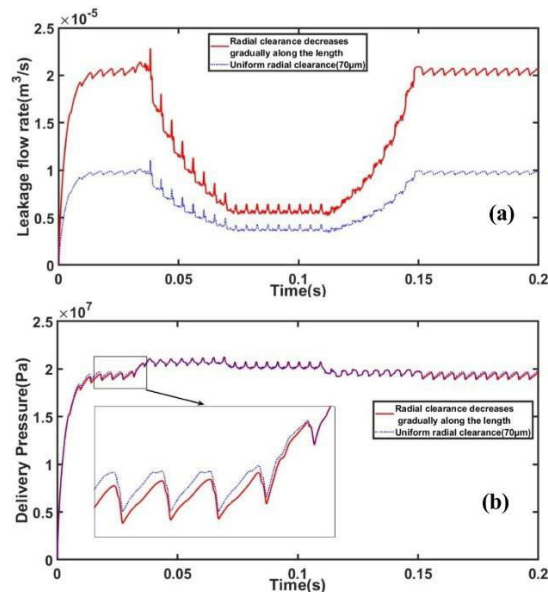 ×10⁻⁵
2.5
2
1.5
1
0.5
0
Leakage flow rate(m³/s)
Radial clearance decreases
gradually along the length
Uniform radial clearance(70μm)
(a)
0 0.05 0.1 0.15 0.2
Time(s)
×10⁷
2.5
2
1.5
1
0.5
0
Delivery Pressure(Pa)
Radial clearance decreases
gradually along the length
Uniform radial clearance(70μm)
(b)
0 0.05 0.1 0.15 0.2
Time(s)